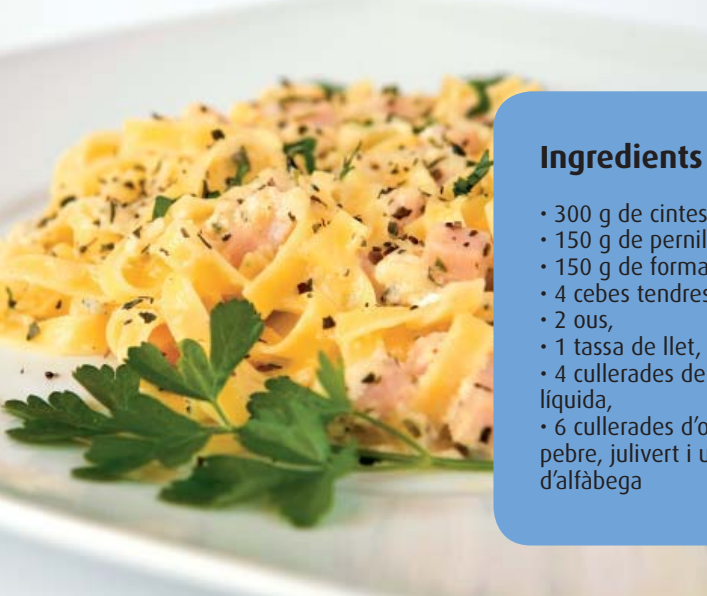 Ingredients
• 300 g de cintes
• 150 g de pernil
• 150 g de forma
• 4 cebes tendres
• 2 ous,
• 1 tassa de llet,
• 4 cullerades de
líquida,
• 6 cullerades d’o
pebre, julivert i u
d’alfàbega